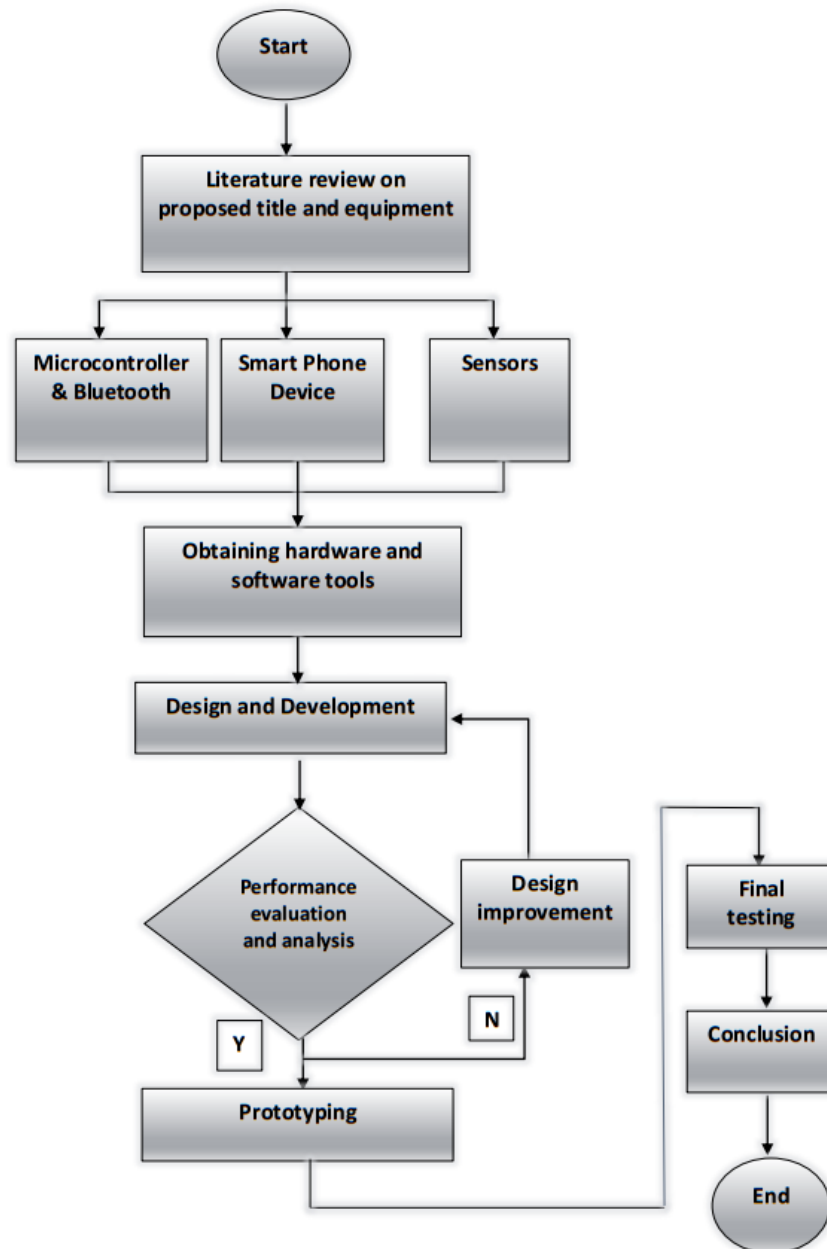 Start
Literature review on
proposed title and equipment
Microcontroller
& Bluetooth
Smart Phone
Device
Sensors
Obtaining hardware and
software tools
Design and Development
Performance
evaluation
and analysis
Design
improvement
N
Y
Prototyping
Final
testing
Conclusion
End